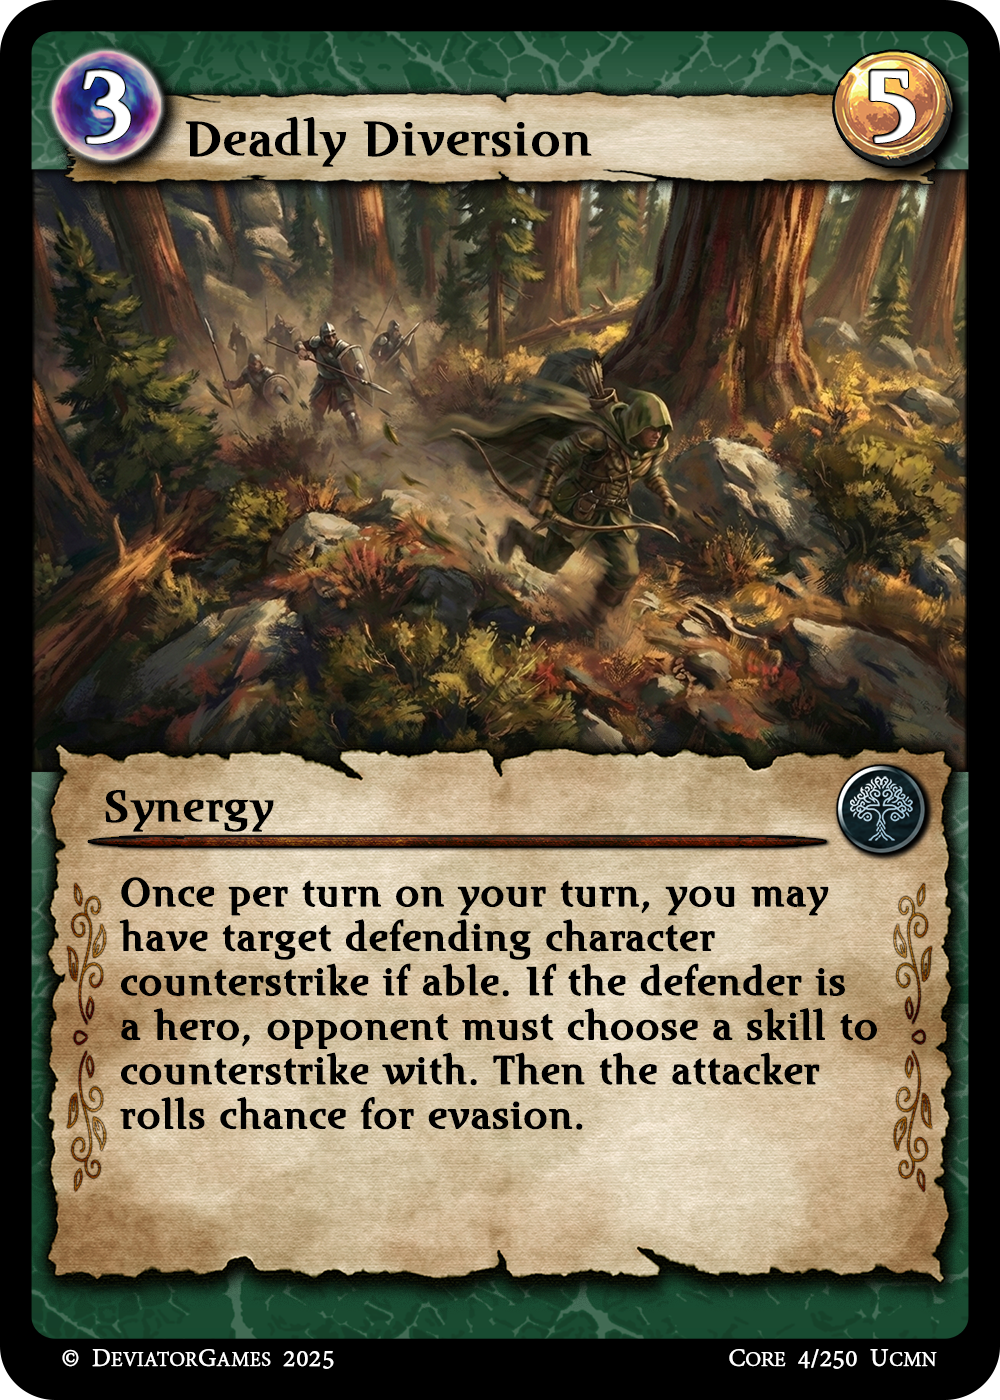 3
5
Deadly Diversion
Synergy
Once per turn on your turn, you may
have target defending character
counterstrike if able. If the defender is
a hero, opponent must choose a skill to
counterstrike with. Then the attacker
rolls chance for evasion.
© DeviatorGames 2025
Core 4/250 Ucmn